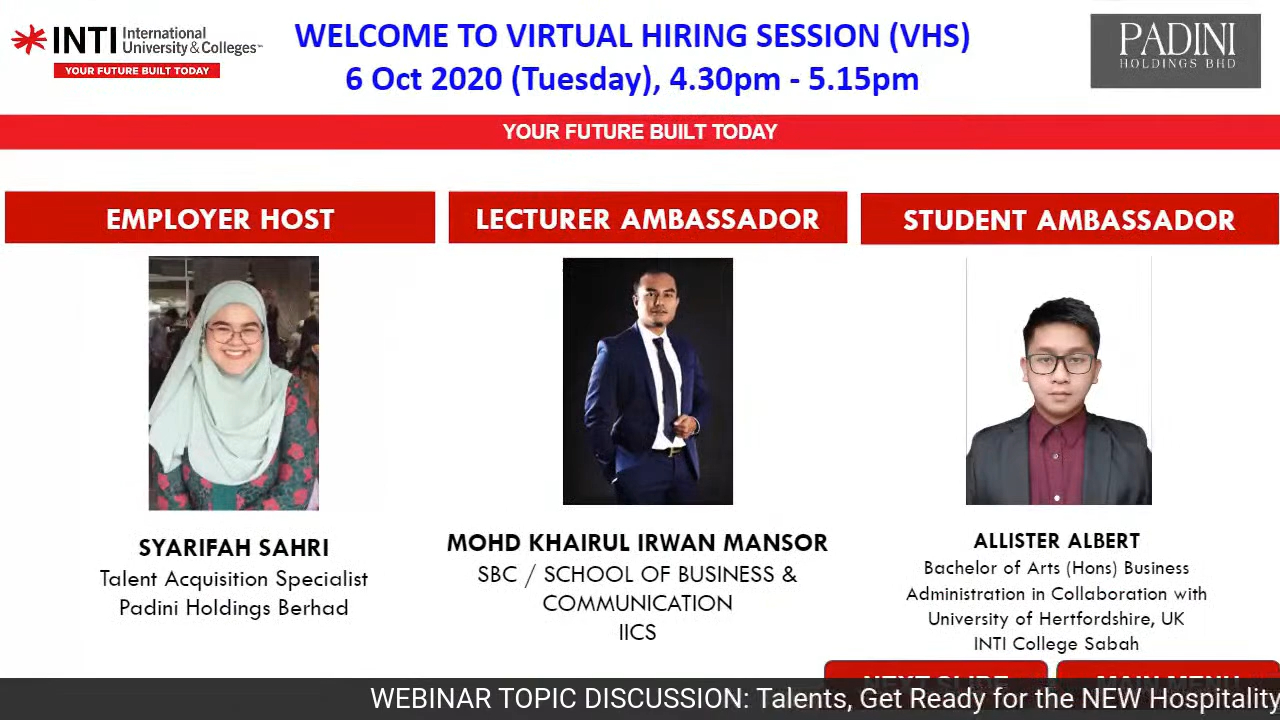 INTI International University & Colleges
YOUR FUTURE BUILT TODAY
WELCOME TO VIRTUAL HIRING SESSION (VHS)
6 Oct 2020 (Tuesday), 4.30pm - 5.15pm
PADINI
HOLDINGS BHD
YOUR FUTURE BUILT TODAY
EMPLOYER HOST
LECTURER AMBASSADOR
STUDENT AMBASSADOR
SYARIFAH SAHRI
Talent Acquisition Specialist
Padini Holdings Berhad
MOHD KHAIRUL IRWAN MANSOR
SBC / SCHOOL OF BUSINESS &
COMMUNICATION
IICS
ALLISTER ALBERT
Bachelor of Arts (Hons) Business
Administration in Collaboration with
University of Hertfordshire, UK
INTI College Sabah
NEXT SLIDE
MAIN MENU
WEBINAR TOPIC DISCUSSION: Talents, Get Ready for the NEW Hospitality